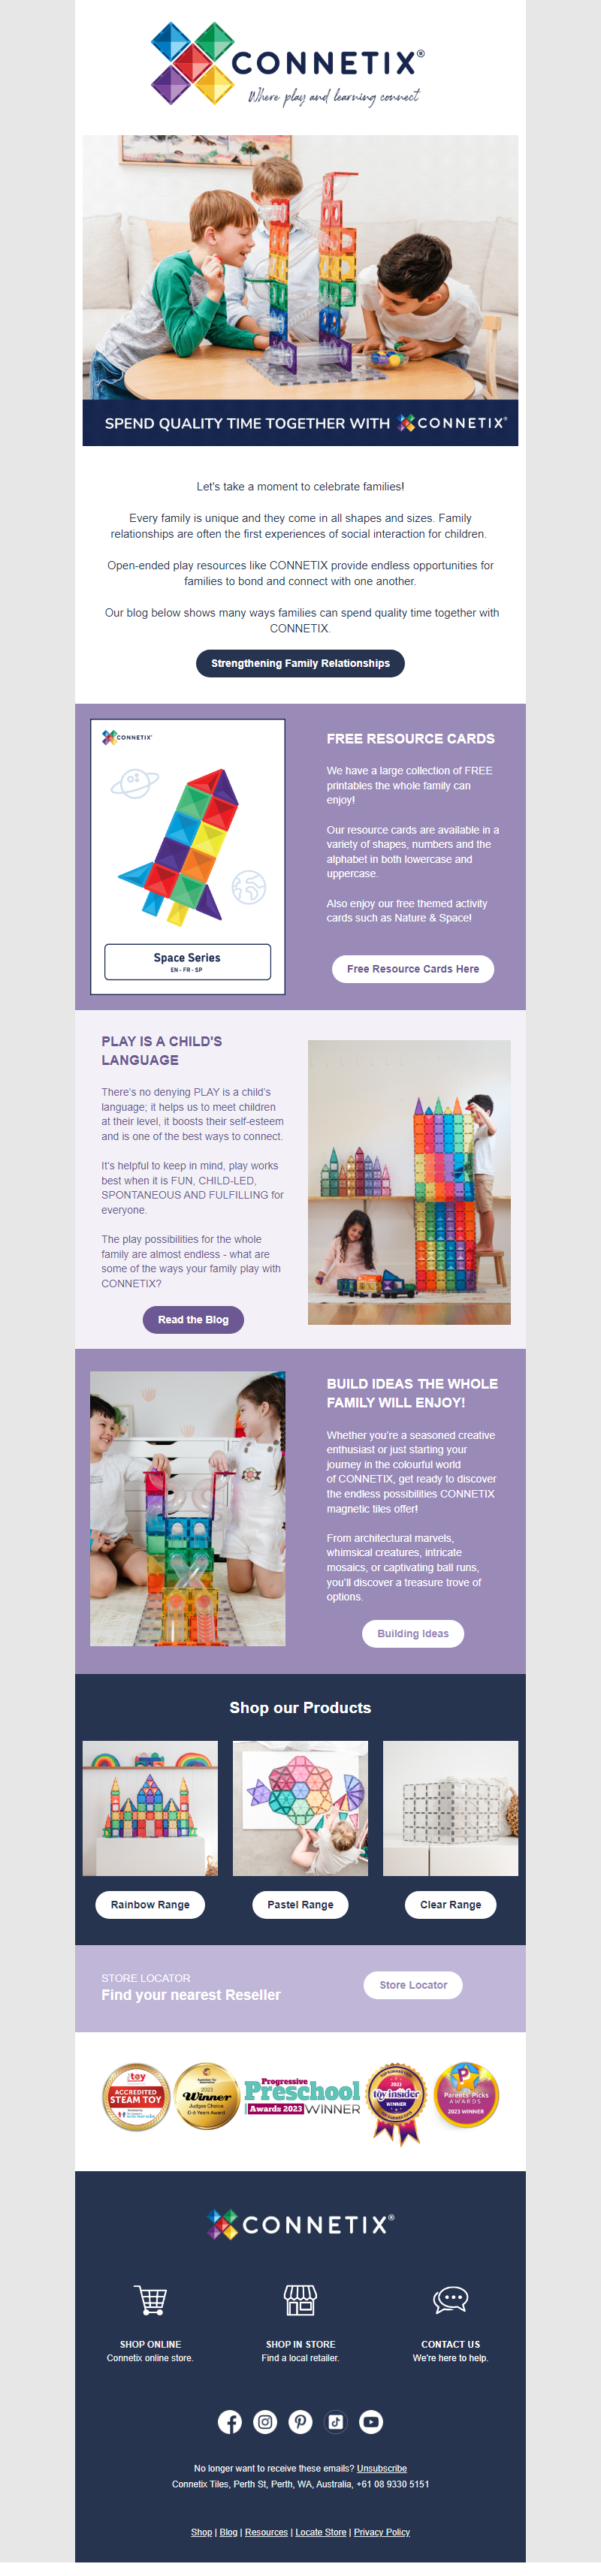 CONNETIX®
Where play and learning connect
SPEND QUALITY TIME TOGETHER WITH CONNETIX®
Let's take a moment to celebrate families!
Every family is unique and they come in all shapes and sizes. Family
relationships are often the first experiences of social interaction for children.
Open-ended play resources like CONNETIX provide endless opportunities for
families to bond and connect with one another.
Our blog below shows many ways families can spend quality time together with
CONNETIX.
Strengthening Family Relationships
CONNETIX®
Space Series
EN - FR - SP
FREE RESOURCE CARDS
We have a large collection of FREE
printables the whole family can
enjoy!
Our resource cards are available in a
variety of shapes, numbers and the
alphabet in both lowercase and
uppercase.
Also enjoy our free themed activity
cards such as Nature & Space!
Free Resource Cards Here
PLAY IS A CHILD'S
LANGUAGE
There's no denying PLAY is a child's
language; it helps us to meet children
at their level, it boosts their self-esteem
and is one of the best ways to connect.
It's helpful to keep in mind, play works
best when it is FUN, CHILD-LED,
SPONTANEOUS AND FULFILLING for
everyone.
The play possibilities for the whole
family are almost endless - what are
some of the ways your family play with
CONNETIX?
Read the Blog
BUILD IDEAS THE WHOLE
FAMILY WILL ENJOY!
Whether you're a seasoned creative
enthusiast or just starting your
journey in the colourful world
of CONNETIX, get ready to discover
the endless possibilities CONNETIX
magnetic tiles offer!
From architectural marvels,
whimsical creatures, intricate
mosaics, or captivating ball runs,
you'll discover a treasure trove of
options.
Building Ideas
Shop our Products
Rainbow Range
Pastel Range
Clear Range
STORE LOCATOR
Find your nearest Reseller
Store Locator
toy
ACCREDITED
STEAM TOY
2023
Winner
Judges Choice
0-6 Years Award
Progressive
Preschool
Awards 2023 WINNER
2023
toy insider
WINNER
Parents' Picks
AWARDS
2023 WINNER
CONNETIX®
SHOP ONLINE
Connetix online store.
SHOP IN STORE
Find a local retailer.
CONTACT US
We're here to help.
No longer want to receive these emails? Unsubscribe
Connetix Tiles, Perth St, Perth, WA, Australia, +61 08 9330 5151
Shop | Blog | Resources | Locate Store | Privacy Policy